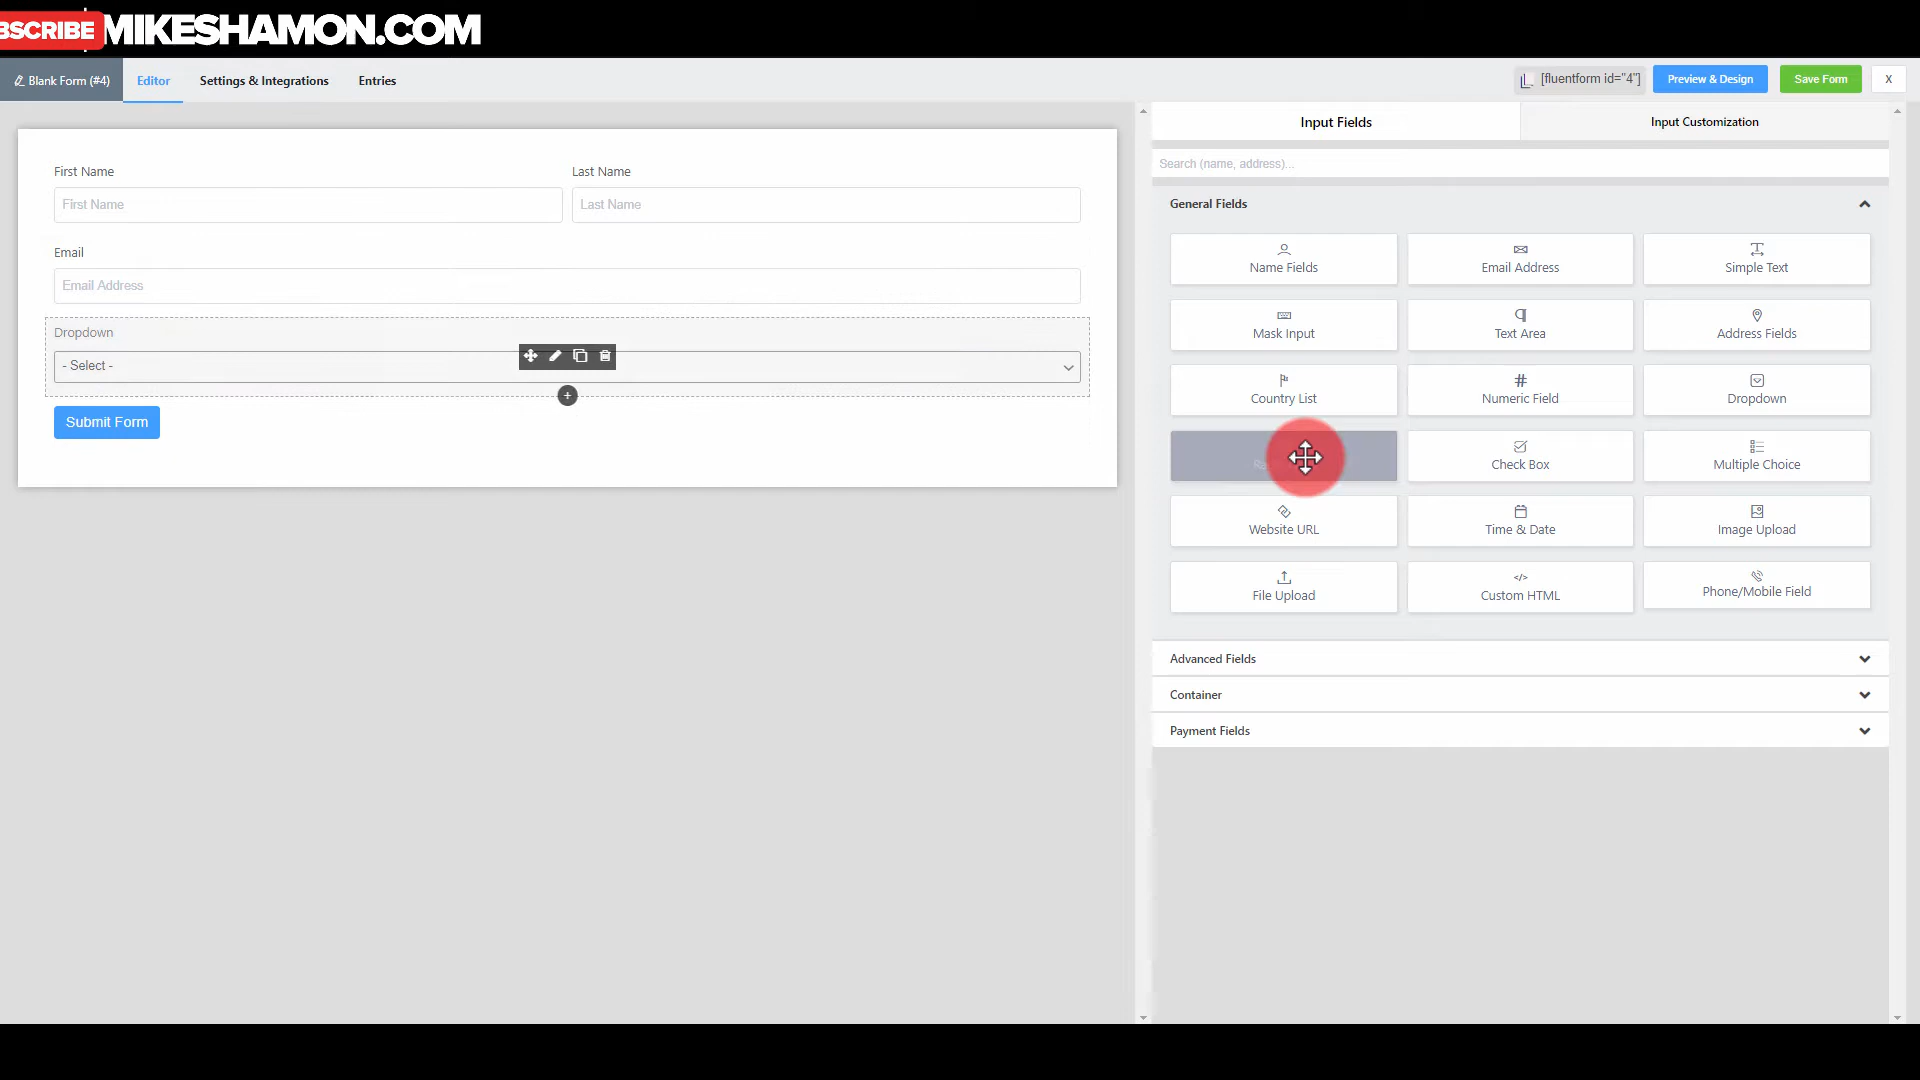 BSCRIBE MIKESHAMON.COM
Blank Form (#4) Editor Settings & Integrations Entries [fluentform id="4"] Preview & Design Save Form X
Input Fields Input Customization
Search (name, address)...
First Name Last Name
First Name Last Name
Email
Email Address
Dropdown
- Select -
Submit Form
General Fields
Name Fields Email Address Simple Text
Mask Input Text Area Address Fields
Country List Numeric Field Dropdown
Check Box Multiple Choice
Website URL Time & Date Image Upload
File Upload Custom HTML Phone/Mobile Field
Advanced Fields
Container
Payment Fields